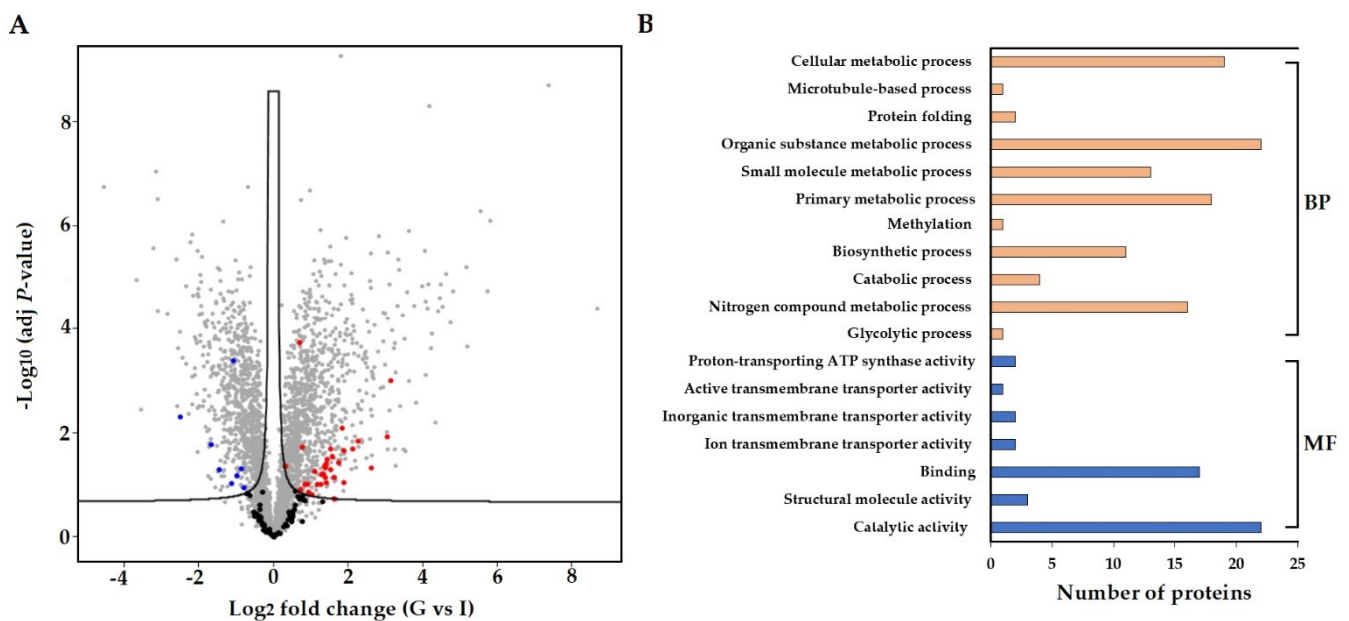 A
8
6
4
2
0
-4
-2
0
2
4
6
8
-Log10 (adj P-value)
Log2 fold change (G vs I)
B
Cellular metabolic process
Microtubule-based process
Protein folding
Organic substance metabolic process
Small molecule metabolic process
Primary metabolic process
Methylation
Biosynthetic process
Catabolic process
Nitrogen compound metabolic process
Glycolytic process
BP
Proton-transporting ATP synthase activity
Active transmembrane transporter activity
Inorganic transmembrane transporter activity
Ion transmembrane transporter activity
Binding
Structural molecule activity
Catalytic activity
MF
0
5
10
15
20
25
Number of proteins